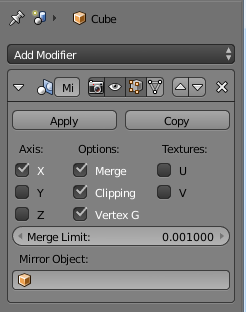 Cube
Add Modifier
Mi
Apply Copy
Axis: Options: Textures:
X Merge U
Y Clipping V
Z Vertex G
Merge Limit: 0.001000
Mirror Object: